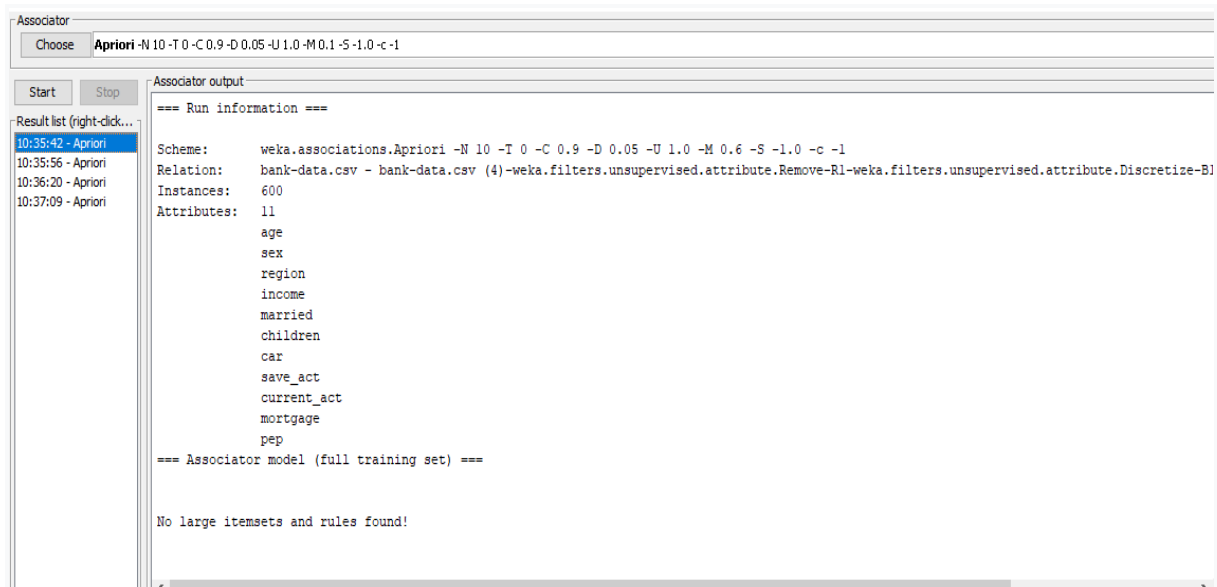 Associator
Choose Apriori -N 10 -T 0 -C 0.9 -D 0.05 -U 1.0 -M 0.1 -S -1.0 -c -1
Start Stop
Result list (right-click...
10:35:42 - Apriori
10:35:56 - Apriori
10:36:20 - Apriori
10:37:09 - Apriori
Associator output
=== Run information ===
Scheme: weka.associations.Apriori -N 10 -T 0 -C 0.9 -D 0.05 -U 1.0 -M 0.6 -S -1.0 -c -1
Relation: bank-data.csv - bank-data.csv (4)-weka.filters.unsupervised.attribute.Remove-R1-weka.filters.unsupervised.attribute.Discretize-B1
Instances: 600
Attributes: 11
age
sex
region
income
married
children
car
save_act
current_act
mortgage
pep
=== Associator model (full training set) ===
No large itemsets and rules found!